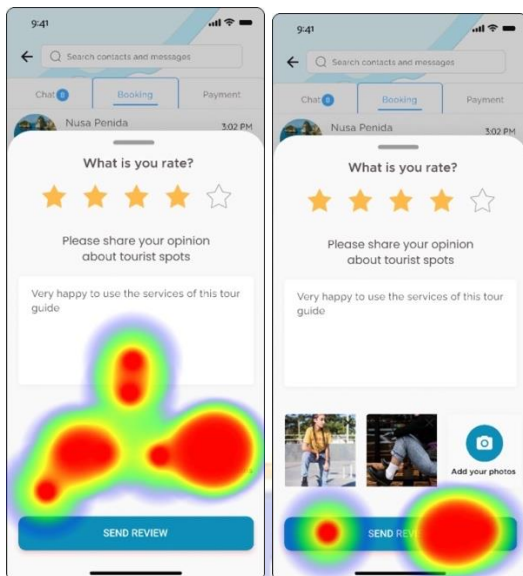 9:41
Search contacts and messages
Chat 8
Booking
Payment
Nusa Penida
3:02 PM
What is you rate?
Please share your opinion
about tourist spots
Very happy to use the services of this tour
guide
SEND REVIEW
9:41
Search contacts and messages
Chat 8
Booking
Payment
Nusa Penida
3:02 PM
What is you rate?
Please share your opinion
about tourist spots
Very happy to use the services of this tour
guide
Add your photos
SEND